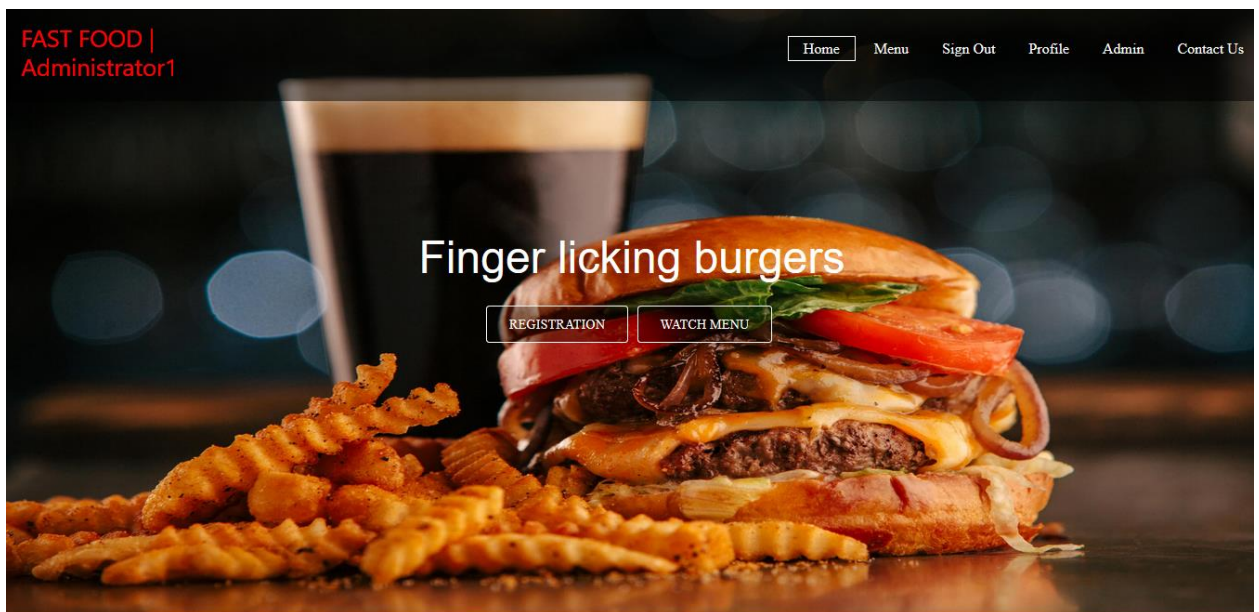 FAST FOOD |
Administrator1
Home Menu Sign Out Profile Admin Contact Us
Finger licking burgers
REGISTRATION WATCH MENU